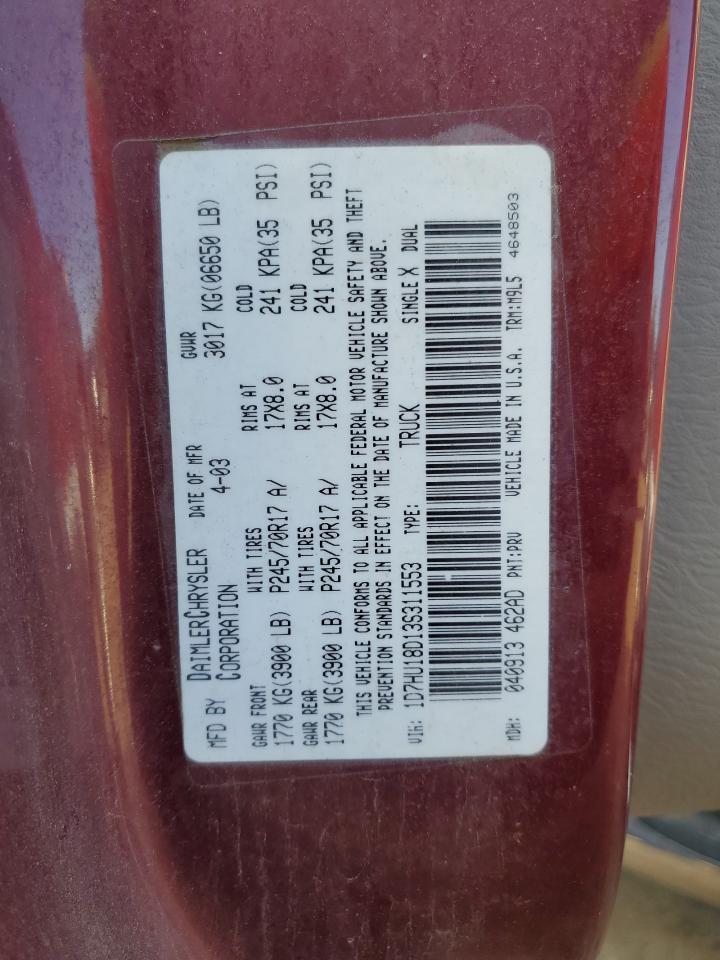 MFD BY DAIMLERCHRYSLER CORPORATION DATE OF MFR 4-03 GVWR 3017 KG(06650 LB)
GAWR FRONT WITH TIRES RIMS AT COLD
1770 KG(3900 LB) P245/70R17 A/ 17X8.0 241 KPA(35 PSI)
GAWR REAR WITH TIRES RIMS AT COLD
1770 KG(3900 LB) P245/70R17 A/ 17X8.0 241 KPA(35 PSI)
THIS VEHICLE CONFORMS TO ALL APPLICABLE FEDERAL MOTOR VEHICLE SAFETY AND THEFT
PREVENTION STANDARDS IN EFFECT ON THE DATE OF MANUFACTURE SHOWN ABOVE.
VIN: 1D7HU18D13S311553 TYPE: TRUCK SINGLE X DUAL
MDH: 040913 462AD PNT:PRV VEHICLE MADE IN U.S.A. TRM:M9L5 4648503